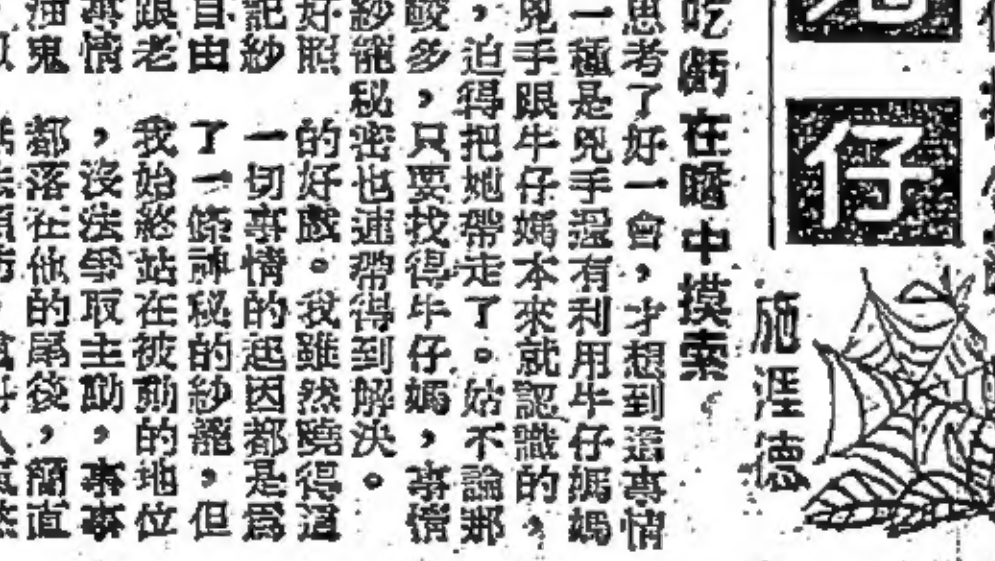 仔
施涯德
吃虧在暗中摸索
思考了好一會,才想到這事情
一種是兇手還有利用牛仔媽媽
兇手眼牛仔媽本來就認識的,
,迫得把她帶走了。姑不論那
多,只要找得牛仔媽,事情
紗籠秘密也連帶得到解決。
好照 的好戲。我雖然曉得這
記紗 一切事情的起因都是為
自由 了一條神秘的紗籠,但
跟老 我始終站在被動的地位
事情 ,沒法爭取主動,事事
油鬼 都落在他的尾後,簡直